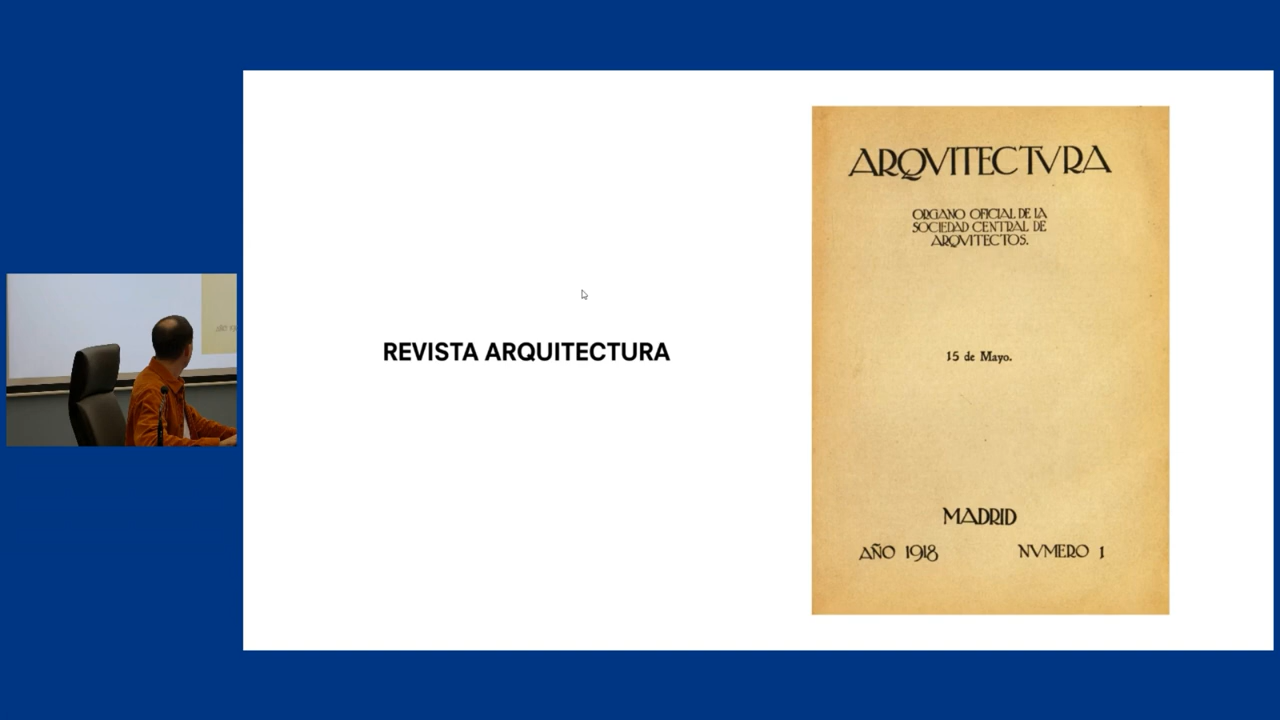 REVISTA ARQUITECTURA
ARQVITECTVRA
ORGANO OFICIAL DE LA
SOCIEDAD CENTRAL DE
ARQVITECTOS.
15 de Mayo.
MADRID
AÑO 1918 NVMERO 1